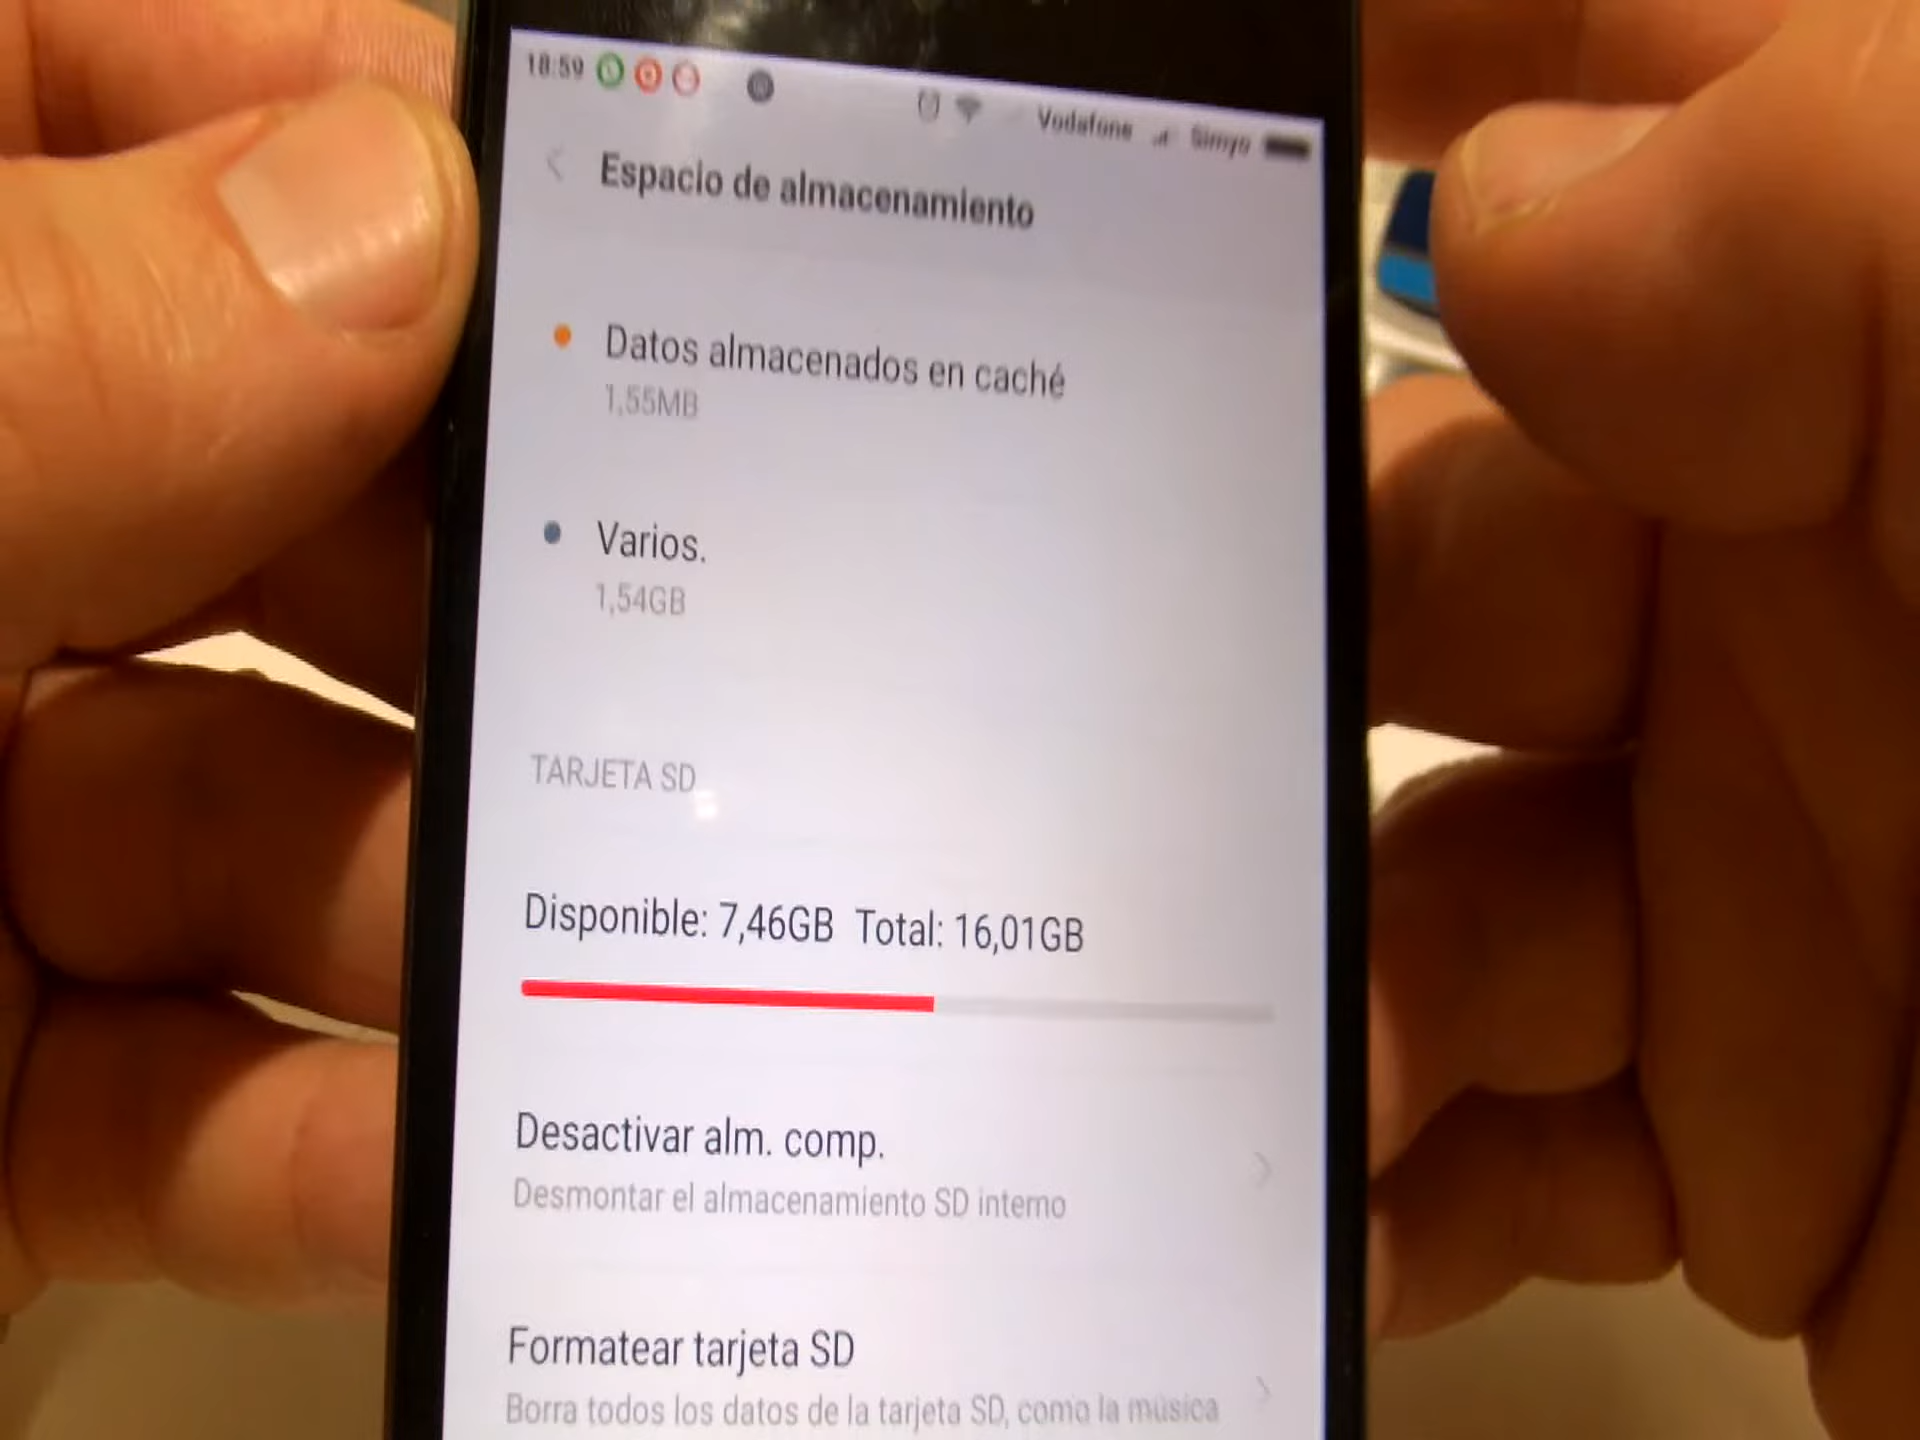 18:59 Vodafone Simyo
Espacio de almacenamiento
Datos almacenados en caché
1,55MB
Varios.
1,54GB
TARJETA SD
Disponible: 7,46GB Total: 16,01GB
Desactivar alm. comp.
Desmontar el almacenamiento SD interno
Formatear tarjeta SD
Borra todos los datos de la tarjeta SD, como la música